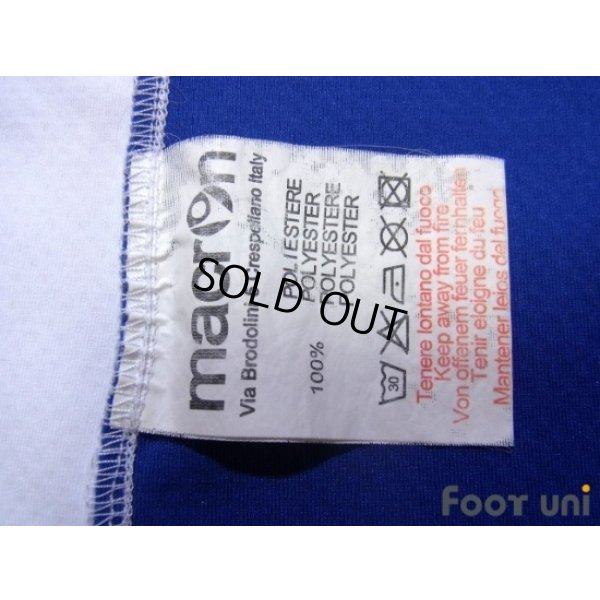 macron
Via Brodolini, Crespellano Italy
100%
POLIESTERE
POLYESTER
POLYESTERE
POLYESTER
30
Tenere lontano dal fuoco
Keep away from fire
Von offenem feuer fernhalten
Tenir eloigne du feu
Mantener lejos del fuoco
SOLD OUT
FOOT UNI